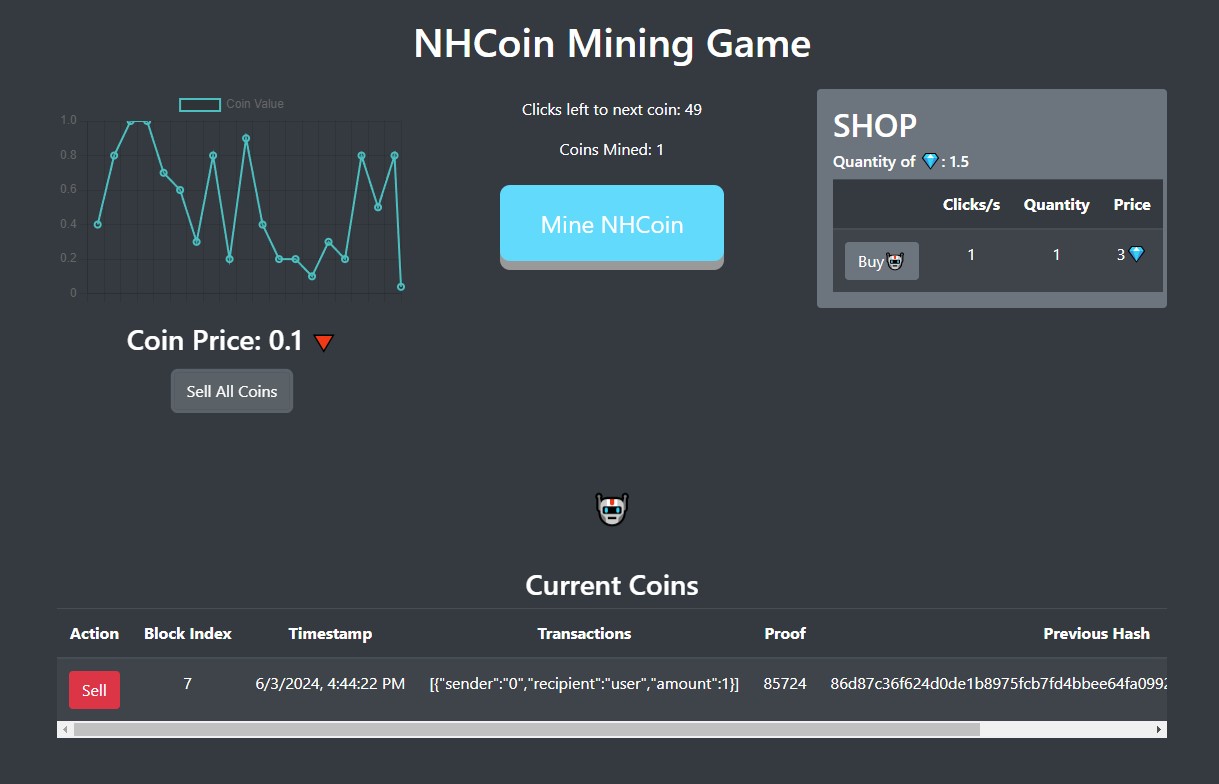 NHCoin Mining Game
Coin Value
1.0
0.8
0.6
0.4
0.2
0
Coin Price: 0.1
Sell All Coins
Clicks left to next coin: 49
Coins Mined: 1
Mine NHCoin
SHOP
Quantity of 💎: 1.5
Clicks/s Quantity Price
Buy 1 1 3
Current Coins
Action Block Index Timestamp Transactions Proof Previous Hash
Sell 7 6/3/2024, 4:44:22 PM [{"sender":"0","recipient":"user","amount":1}] 85724 86d87c36f624d0de1b8975fcb7fd4bbee64fa0992